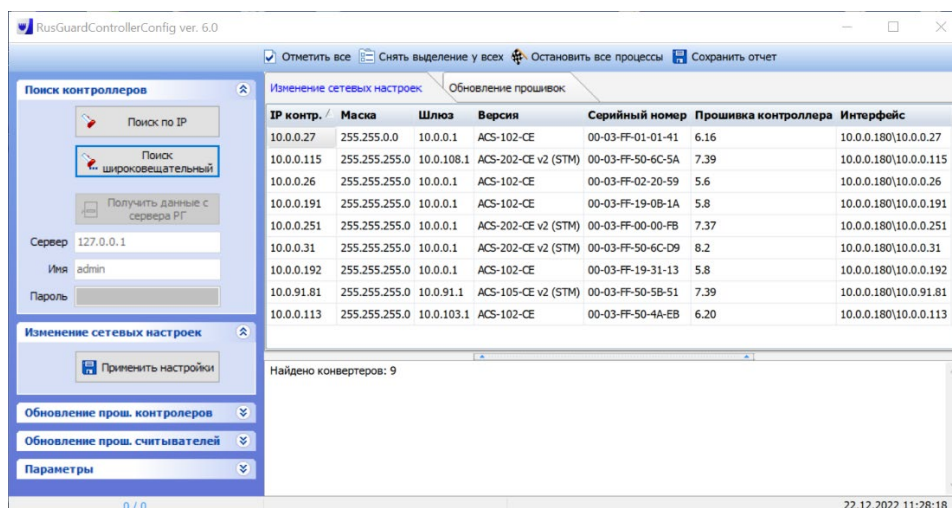 RusGuardControllerConfig ver. 6.0
Отметить все Снять выделение у всех Остановить все процессы Сохранить отчет
Поиск контроллеров
Поиск по IP
Поиск
широковещательный
Получить данные с
сервера РГ
Сервер 127.0.0.1
Имя admin
Пароль
Изменение сетевых настроек
Применить настройки
Обновление прош. контролеров
Обновление прош. считывателей
Параметры
Изменение сетевых настроек Обновление прошивок
IP контр. Маска Шлюз Версия Серийный номер Прошивка контроллера Интерфейс
10.0.0.27 255.255.0.0 10.0.0.1 ACS-102-CE 00-03-FF-01-01-41 6.16 10.0.0.180\10.0.0.27
10.0.0.115 255.255.255.0 10.0.108.1 ACS-202-CE v2 (STM) 00-03-FF-50-6C-5A 7.39 10.0.0.180\10.0.0.115
10.0.0.26 255.255.255.0 10.0.0.1 ACS-102-CE 00-03-FF-02-20-59 5.6 10.0.0.180\10.0.0.26
10.0.0.191 255.255.255.0 10.0.0.1 ACS-102-CE 00-03-FF-19-0B-1A 5.8 10.0.0.180\10.0.0.191
10.0.0.251 255.255.255.0 10.0.0.1 ACS-202-CE v2 (STM) 00-03-FF-00-00-FB 7.37 10.0.0.180\10.0.0.251
10.0.0.31 255.255.255.0 10.0.0.1 ACS-202-CE v2 (STM) 00-03-FF-50-6C-D9 8.2 10.0.0.180\10.0.0.31
10.0.0.192 255.255.255.0 10.0.0.1 ACS-102-CE 00-03-FF-19-31-13 5.8 10.0.0.180\10.0.0.192
10.0.91.81 255.255.255.0 10.0.91.1 ACS-105-CE v2 (STM) 00-03-FF-50-5B-51 7.39 10.0.0.180\10.0.91.81
10.0.0.113 255.255.255.0 10.0.103.1 ACS-102-CE 00-03-FF-50-4A-EB 6.20 10.0.0.180\10.0.0.113
Найдено конвертеров: 9
0 / 0
22.12.2022 11:28:18